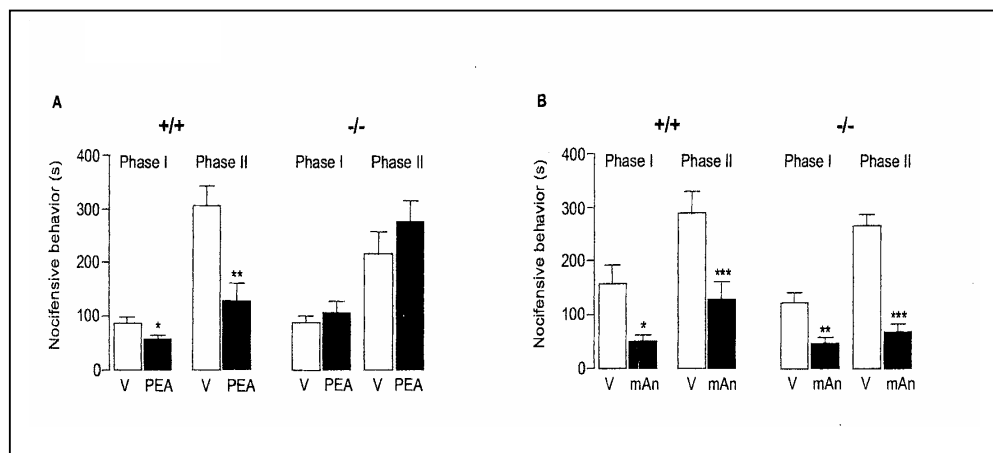 A
B
+/+ -/- +/+ -/-
Phase I Phase II Phase I Phase II
Phase I Phase II Phase I Phase II
Nocifensive behavior (s)
400
300
200
100
0
* **
V PEA V PEA V PEA V PEA
Nocifensive behavior (s)
400
300
200
100
0
* *** ** ***
V mAn V mAn V mAn V mAn